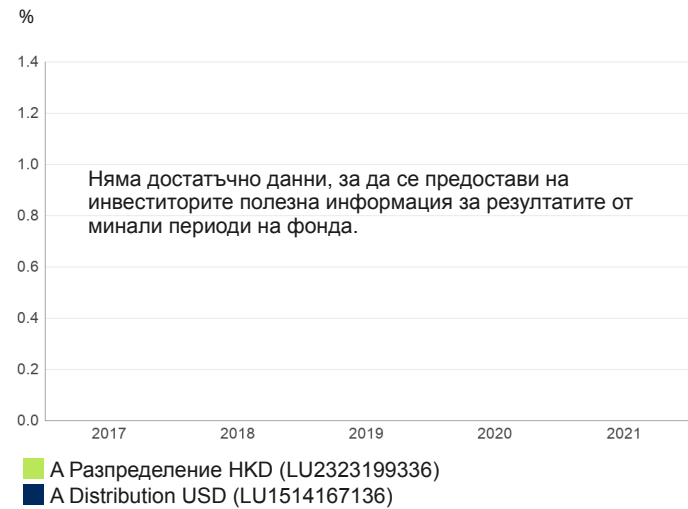 %
1.4
1.2
1.0
Няма достатъчно данни, за да се предостави на
инвеститорите полезна информация за резултатите от
0.8
минали периоди на фонда.
0.6
0.4
0.2
0.0
2017 2018 2019 2020 2021
А Разпределение HKD (LU2323199336)
A Distribution USD (LU1514167136)